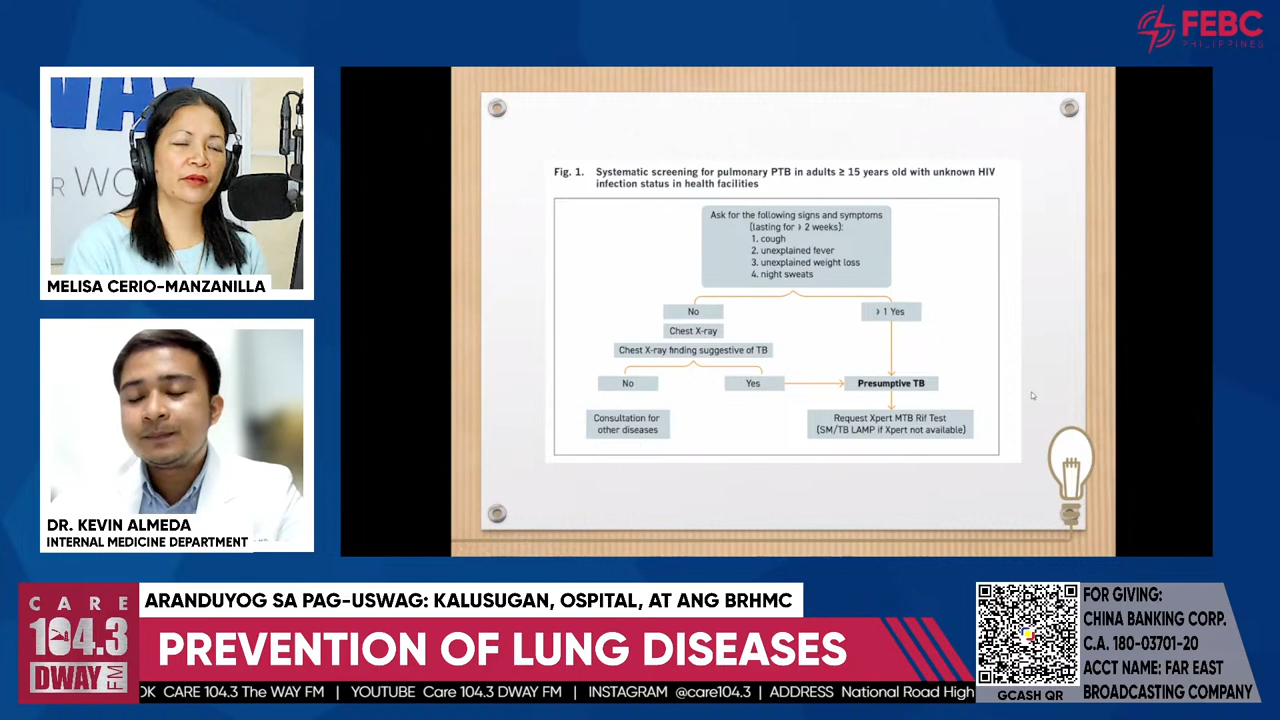 FEBC
PHILIPPINES
WAY
R WO
MELISA CERIO-MANZANILLA
DR. KEVIN ALMEDA
INTERNAL MEDICINE DEPARTMENT
Fig. 1. Systematic screening for pulmonary PTB in adults ≥ 15 years old with unknown HIV
infection status in health facilities
Ask for the following signs and symptoms
(lasting for ≥ 2 weeks):
1. cough
2. unexplained fever
3. unexplained weight loss
4. night sweats
No
≥ 1 Yes
Chest X-ray
Chest X-ray finding suggestive of TB
No
Yes
Presumptive TB
Consultation for
other diseases
Request Xpert MTB Rif Test
(SM/TB LAMP if Xpert not available)
CARE
104.3
DWAY
FM
ARANDUYOG SA PAG-USWAG: KALUSUGAN, OSPITAL, AT ANG BRHMC
PREVENTION OF LUNG DISEASES
OK CARE 104.3 The WAY FM | YOUTUBE Care 104.3 DWAY FM | INSTAGRAM @care104.3 | ADDRESS National Road High
GCASH QR
FOR GIVING:
CHINA BANKING CORP.
C.A. 180-03701-20
ACCT NAME: FAR EAST
BROADCASTING COMPANY